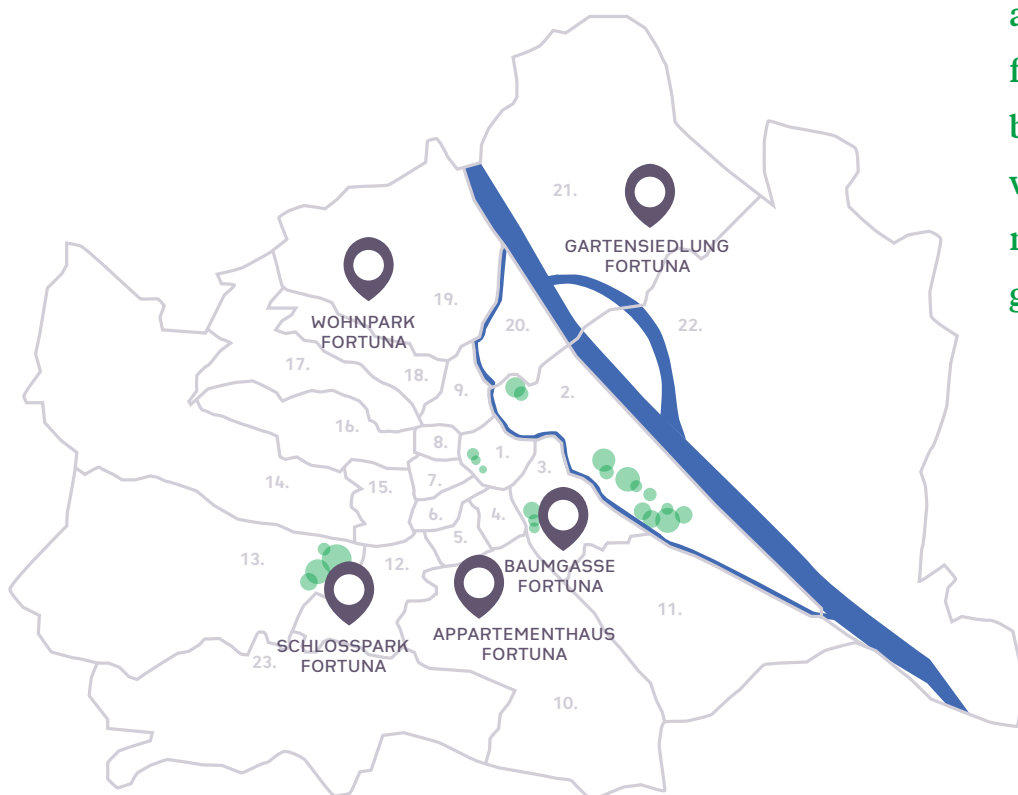 21.
GARTENSIEDLUNG
FORTUNA
19.
WOHNPARK
FORTUNA
20.
22.
17.
18.
9.
2.
16.
8.
1.
3.
14.
15.
7.
6.
4.
5.
13.
12.
BAUMGASSE
FORTUNA
11.
APPARTEMENTHAUS
FORTUNA
SCHLOSSPARK
FORTUNA
23.
10.